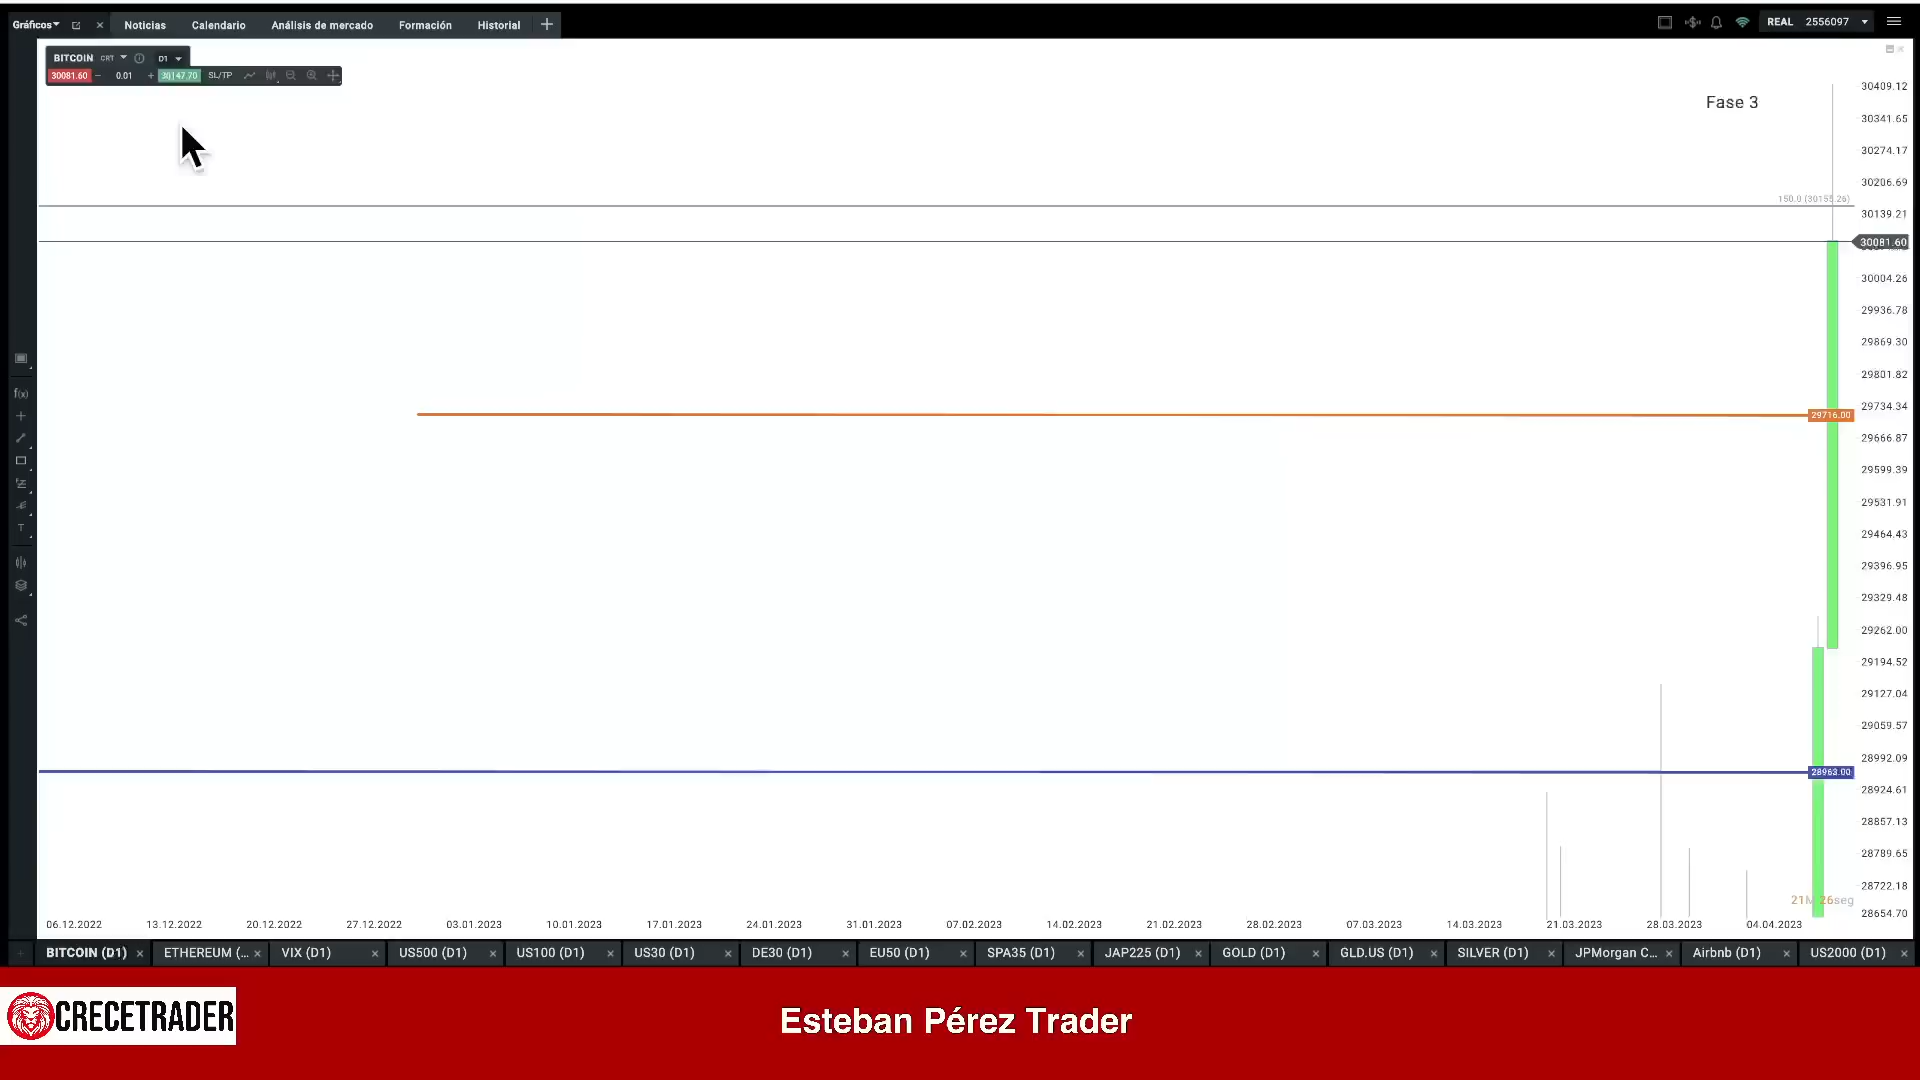 Gráficos Noticias Calendario Análisis de mercado Formación Historial
REAL 2556097
BITCOIN CRT D1
30081.60 0.01 SL/TP
Fase 3
30409.12
30341.65
30274.17
30206.69
150.0 (30155.26)
30139.21
30081.60
30004.26
29936.78
29869.30
29801.82
29734.34
29716.00
29666.87
29599.39
29531.91
29464.43
29396.95
29329.48
29262.00
29194.52
29127.04
29059.57
28992.09
28963.00
28924.61
28857.13
28789.65
28722.18
21M 26seg
28654.70
f(x)
T
06.12.2022 13.12.2022 20.12.2022 27.12.2022 03.01.2023 10.01.2023 17.01.2023 24.01.2023 31.01.2023 07.02.2023 14.02.2023 21.02.2023 28.02.2023 07.03.2023 14.03.2023 21.03.2023 28.03.2023 04.04.2023
BITCOIN (D1) ETHEREUM (... VIX (D1) US500 (D1) US100 (D1) US30 (D1) DE30 (D1) EU50 (D1) SPA35 (D1) JAP225 (D1) GOLD (D1) GLD.US (D1) SILVER (D1) JPMorgan C... Airbnb (D1) US2000 (D1)
CRECETRADER
Esteban Pérez Trader